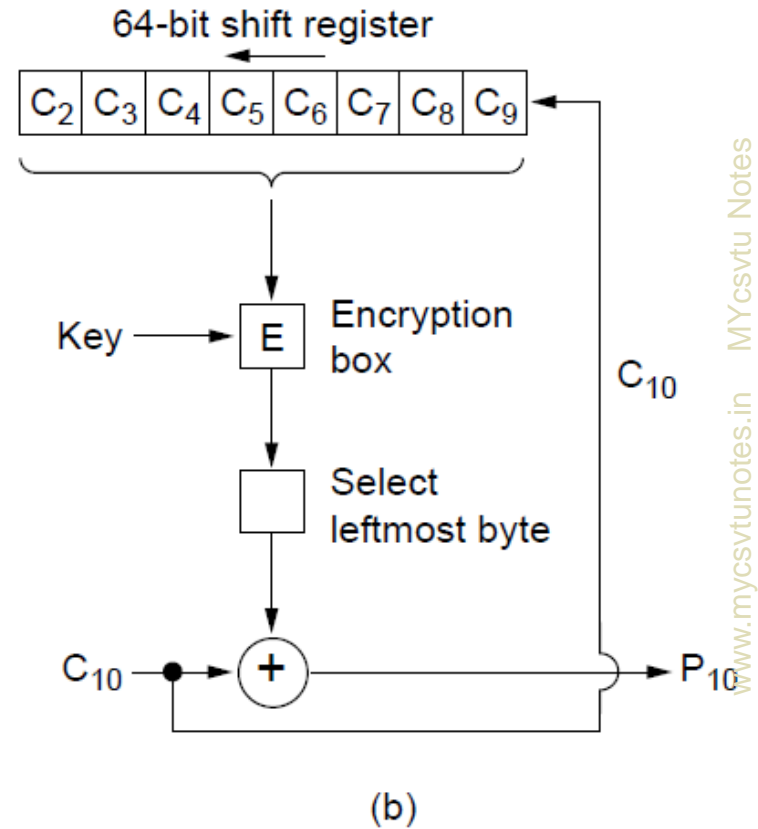 64-bit shift register
C2 C3 C4 C5 C6 C7 C8 C9
Key
E
Encryption
box
C10
Select
leftmost byte
C10
+
P10
(b)
www.mycsvtunotes.in MYcsvtu Notes